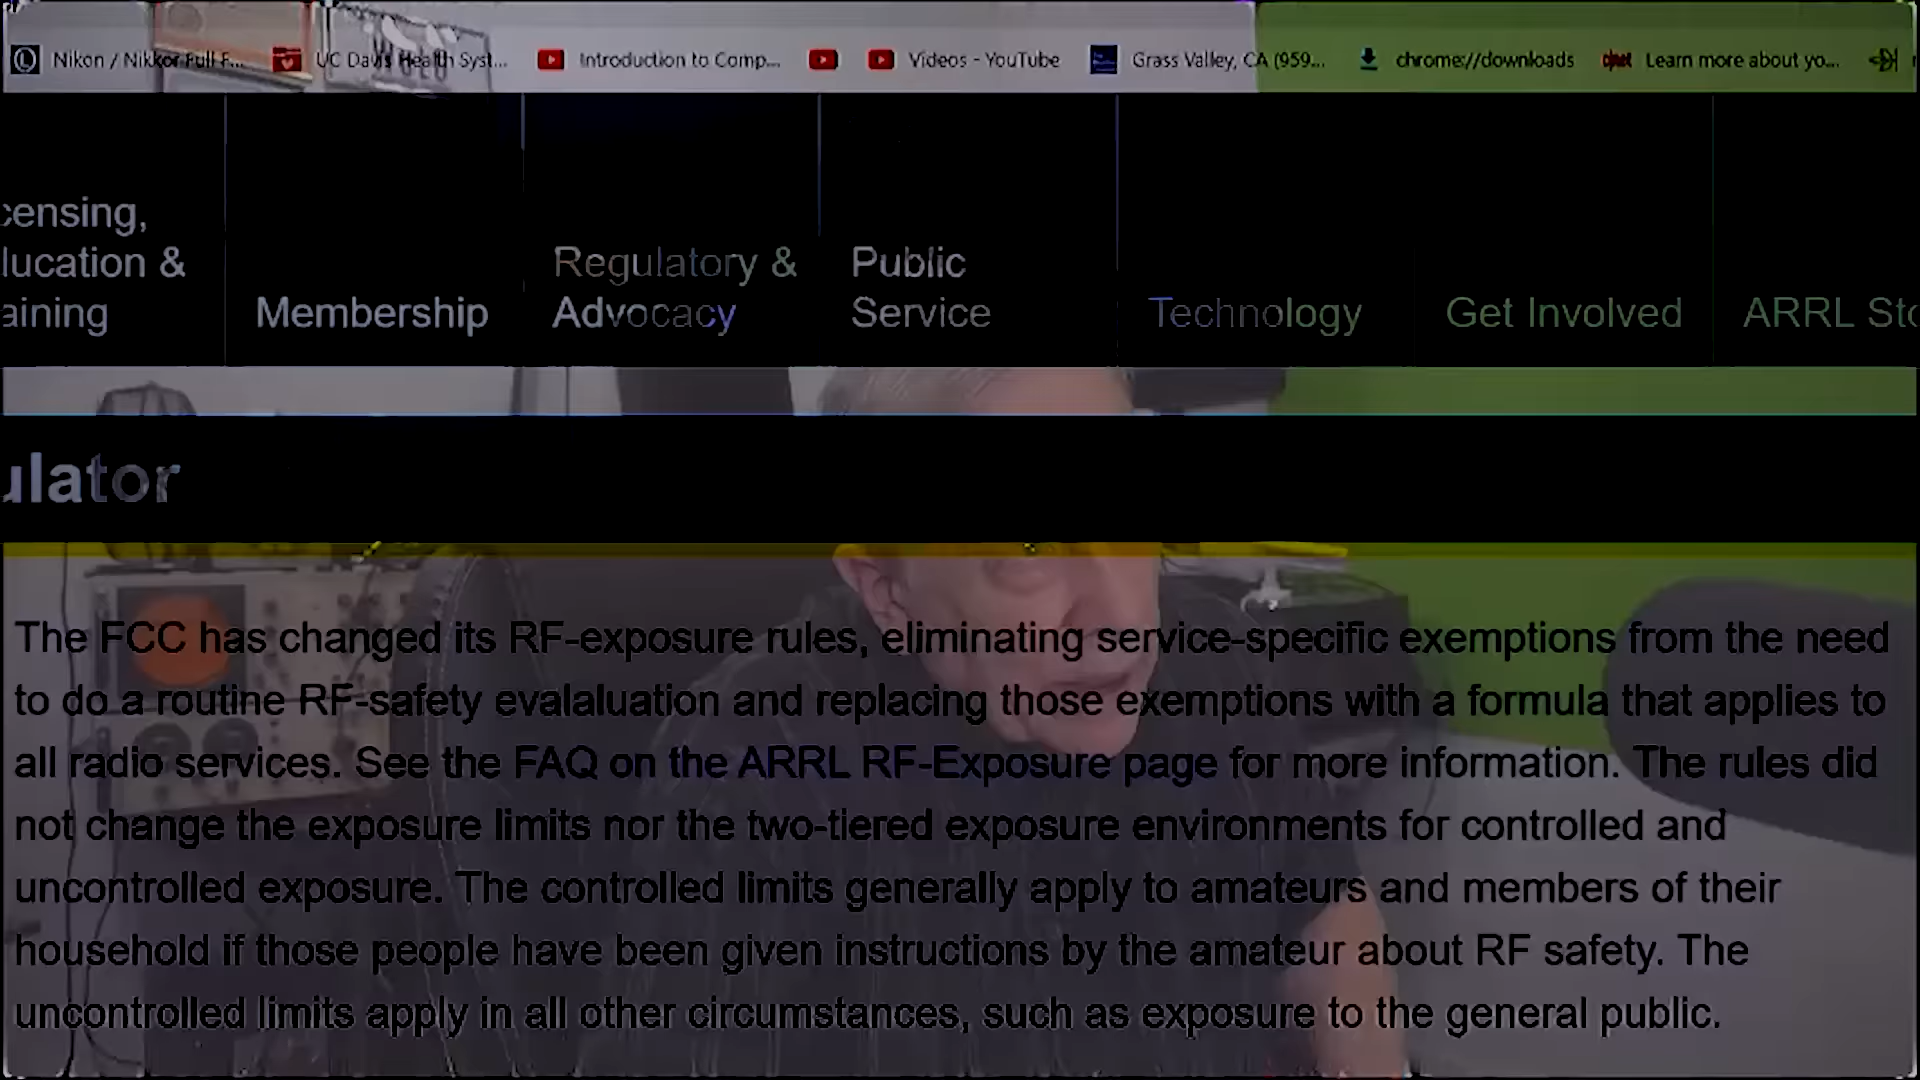 Nikon / Nikkor Full F... UC Davis Health Syst... Introduction to Comp... Videos - YouTube Grass Valley, CA (959... chrome://downloads Learn more about yo...
censing,
lucation & Regulatory & Public
aining Membership Advocacy Service Technology Get Involved ARRL Sto
ulator
The FCC has changed its RF-exposure rules, eliminating service-specific exemptions from the need
to do a routine RF-safety evalaluation and replacing those exemptions with a formula that applies to
all radio services. See the FAQ on the ARRL RF-Exposure page for more information. The rules did
not change the exposure limits nor the two-tiered exposure environments for controlled and
uncontrolled exposure. The controlled limits generally apply to amateurs and members of their
household if those people have been given instructions by the amateur about RF safety. The
uncontrolled limits apply in all other circumstances, such as exposure to the general public.